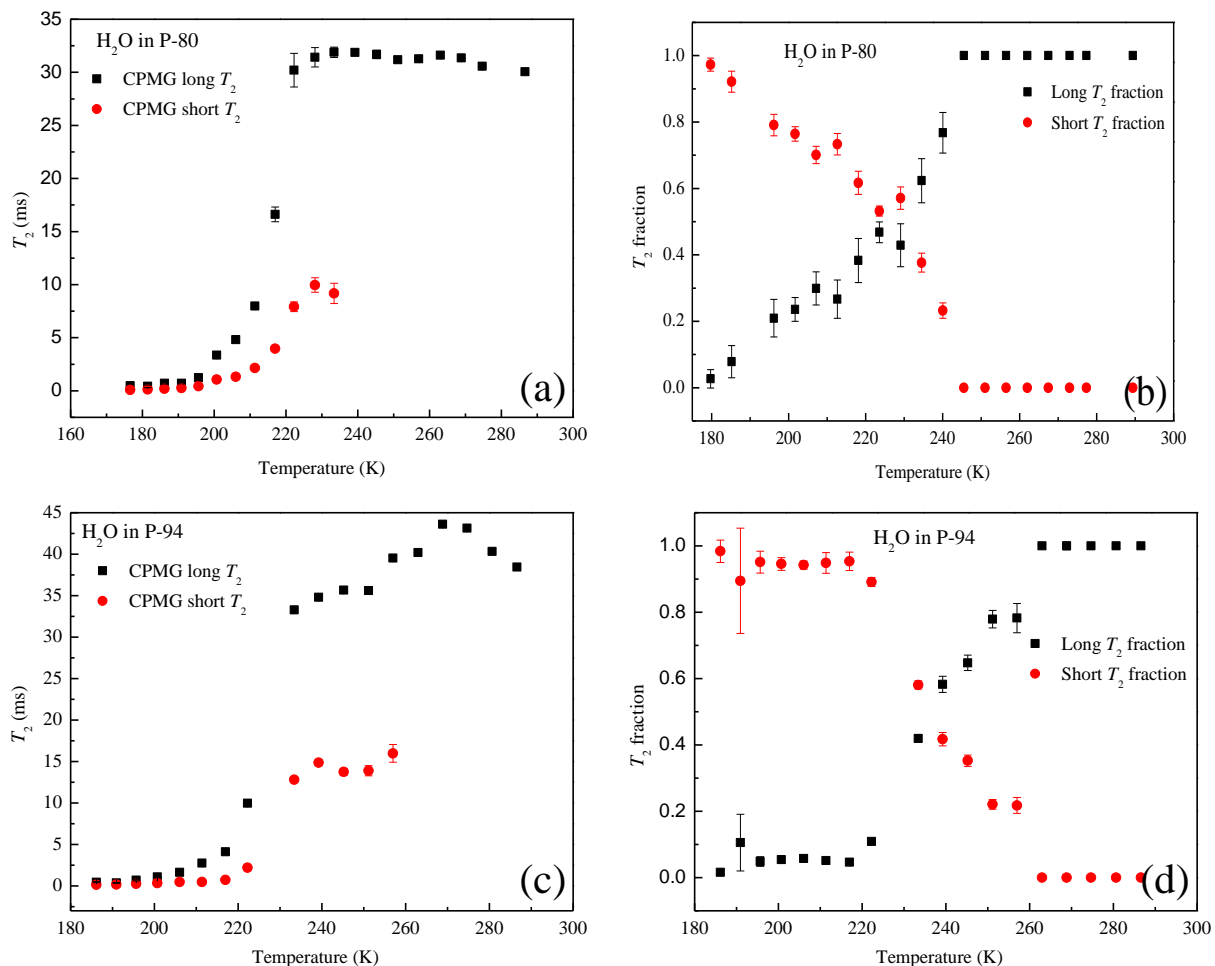 H₂O in P-80
CPMG long T₂
CPMG short T₂
35
30
25
20
15
10
5
0
T₂ (ms)
160 180 200 220 240 260 280 300
Temperature (K)
(a)
H₂O in P-80
Long T₂ fraction
Short T₂ fraction
1.0
0.8
0.6
0.4
0.2
0.0
T₂ fraction
180 200 220 240 260 280 300
Temperature (K)
(b)
H₂O in P-94
CPMG long T₂
CPMG short T₂
45
40
35
30
25
20
15
10
5
0
T₂ (ms)
180 200 220 240 260 280 300
Temperature (K)
(c)
H₂O in P-94
Long T₂ fraction
Short T₂ fraction
1.0
0.8
0.6
0.4
0.2
0.0
T₂ fraction
180 200 220 240 260 280 300
Temperature (K)
(d)